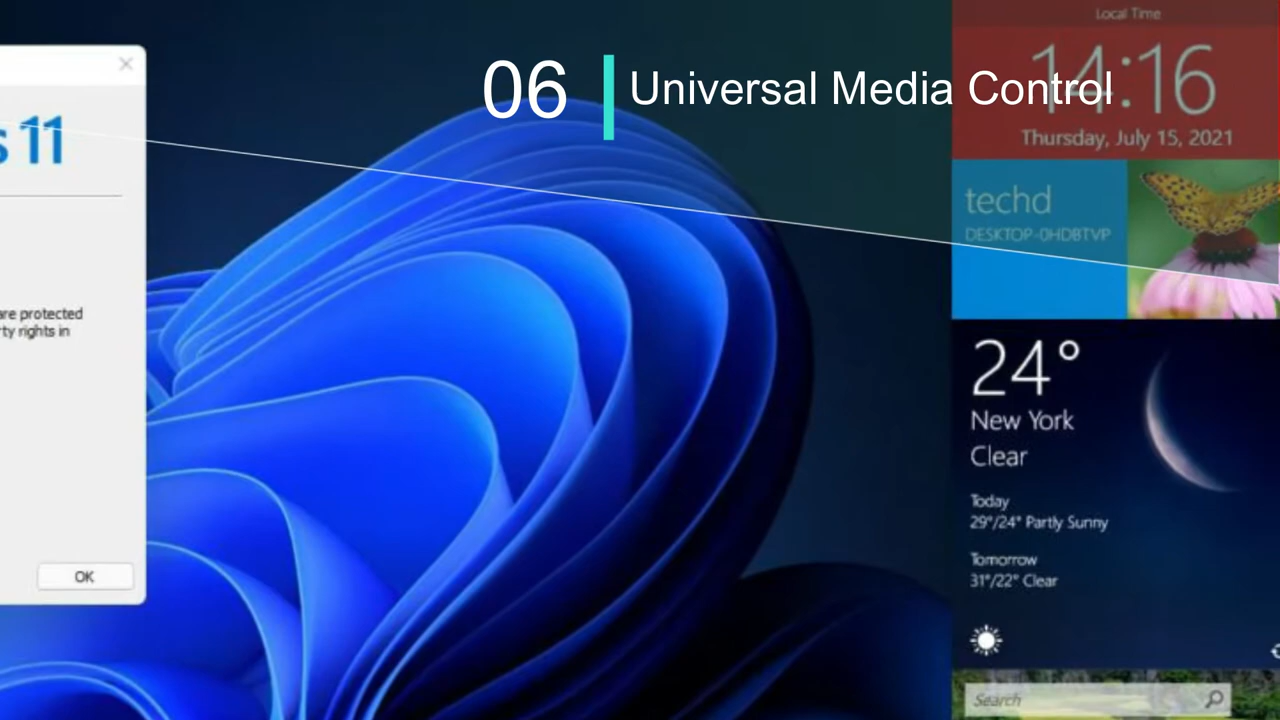 s 11
are protected
rty rights in
OK
06
Universal Media Control
Local Time
14:16
Thursday, July 15, 2021
techd
DESKTOP-0HDBTVP
24°
New York
Clear
Today
29°/24° Partly Sunny
Tomorrow
31°/22° Clear
Search